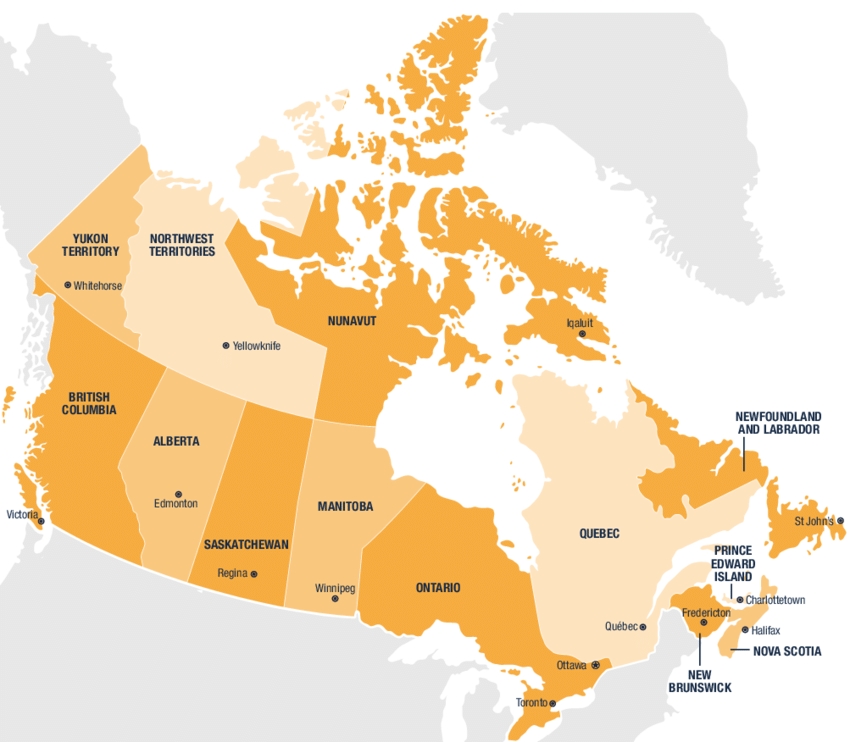 YUKON
TERRITORY
Whitehorse
NORTHWEST
TERRITORIES
Yellowknife
NUNAVUT
Iqaluit
BRITISH
COLUMBIA
Victoria
ALBERTA
Edmonton
SASKATCHEWAN
Regina
MANITOBA
Winnipeg
ONTARIO
Ottawa
Toronto
QUEBEC
Québec
NEWFOUNDLAND
AND LABRADOR
St John's
PRINCE
EDWARD
ISLAND
Charlottetown
Fredericton
Halifax
NOVA SCOTIA
NEW
BRUNSWICK